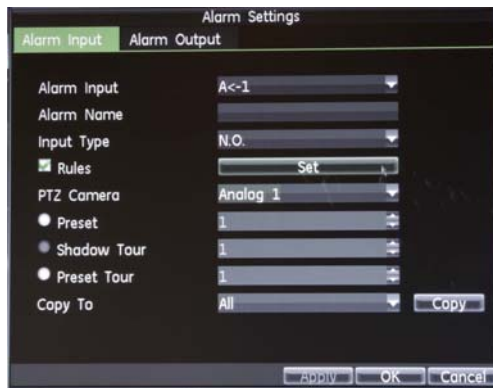 Alarm Settings
Alarm Input Alarm Output
Alarm Input A<-1
Alarm Name
Input Type N.O.
Rules Set
PTZ Camera Analog 1
Preset 1
Shadow Tour 1
Preset Tour 1
Copy To All Copy
Apply OK Cancel